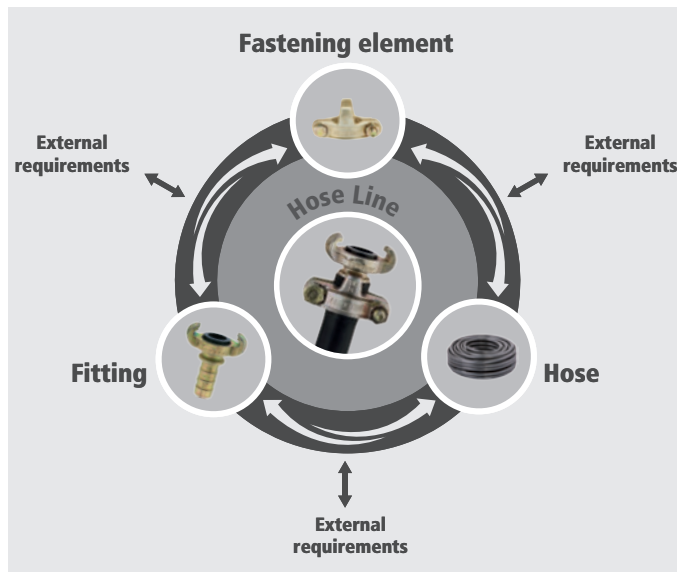 Fastening element
External
requirements
External
requirements
Hose Line
Fitting
Hose
External
requirements